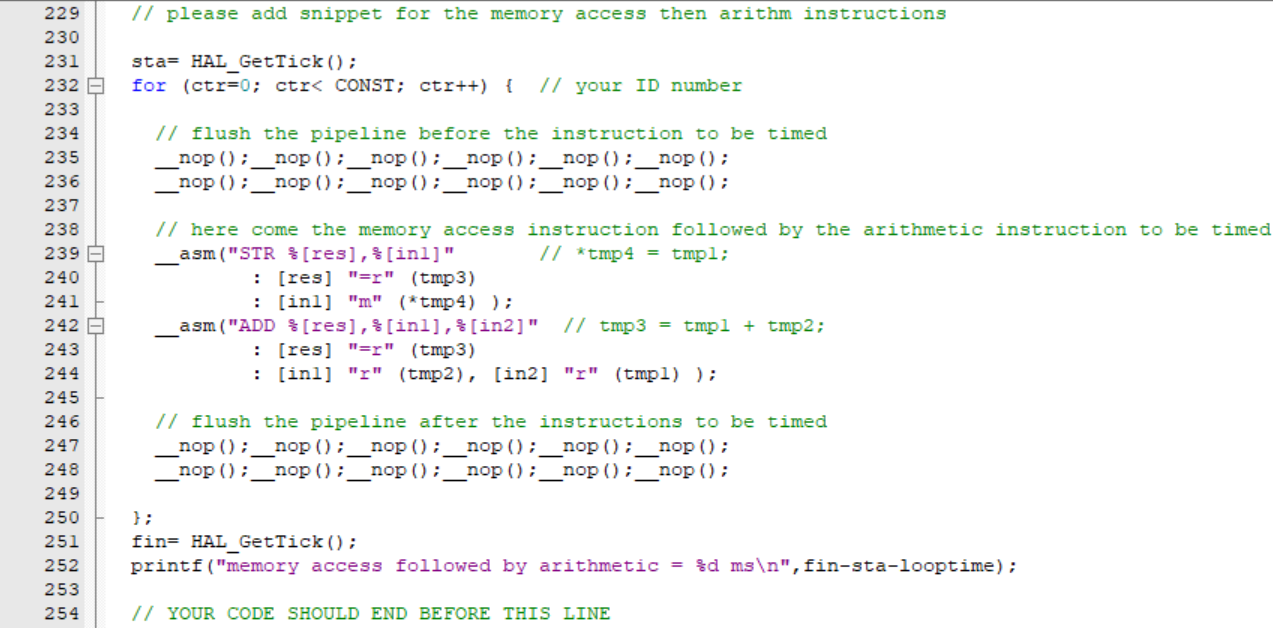 229 // please add snippet for the memory access then arithm instructions
230
231 sta= HAL_GetTick();
232 for (ctr=0; ctr< CONST; ctr++) {  // your ID number
233
234 // flush the pipeline before the instruction to be timed
235 __nop();__nop();__nop();__nop();__nop();__nop();
236 __nop();__nop();__nop();__nop();__nop();__nop();
237
238 // here come the memory access instruction followed by the arithmetic instruction to be timed
239 __asm("STR %[res],%[in1]"       // *tmp4 = tmp1;
240 : [res] "=r" (tmp3)
241 : [in1] "m" (*tmp4) );
242 __asm("ADD %[res],%[in1],%[in2]"  // tmp3 = tmp1 + tmp2;
243 : [res] "=r" (tmp3)
244 : [in1] "r" (tmp2), [in2] "r" (tmp1) );
245
246 // flush the pipeline after the instructions to be timed
247 __nop();__nop();__nop();__nop();__nop();__nop();
248 __nop();__nop();__nop();__nop();__nop();__nop();
249
250 };
251 fin= HAL_GetTick();
252 printf("memory access followed by arithmetic = %d ms\n",fin-sta-looptime);
253
254 // YOUR CODE SHOULD END BEFORE THIS LINE